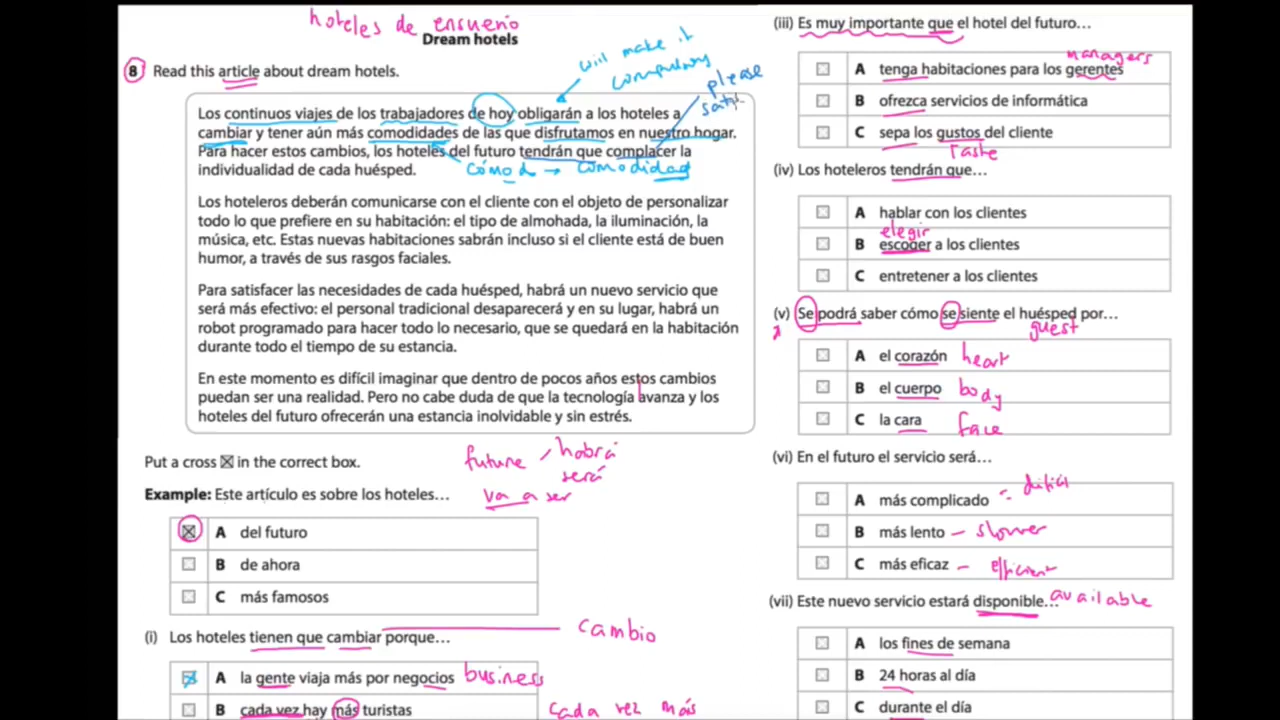 hoteles de ensueño
Dream hotels
8 Read this article about dream hotels.
will make it
compulsory
please
Los continuos viajes de los trabajadores de hoy obligarán a los hoteles a
cambiar y tener aún más comodidades de las que disfrutamos en nuestro hogar.
Para hacer estos cambios, los hoteles del futuro tendrán que complacer la
individualidad de cada huésped.
cómod → comodidad
Los hoteleros deberán comunicarse con el cliente con el objeto de personalizar
todo lo que prefiere en su habitación: el tipo de almohada, la iluminación, la
música, etc. Estas nuevas habitaciones sabrán incluso si el cliente está de buen
humor, a través de sus rasgos faciales.
Para satisfacer las necesidades de cada huésped, habrá un nuevo servicio que
será más efectivo: el personal tradicional desaparecerá y en su lugar, habrá un
robot programado para hacer todo lo necesario, que se quedará en la habitación
durante todo el tiempo de su estancia.
En este momento es difícil imaginar que dentro de pocos años estos cambios
puedan ser una realidad. Pero no cabe duda de que la tecnología avanza y los
hoteles del futuro ofrecerán una estancia inolvidable y sin estrés.
Put a cross ☒ in the correct box.
future habrá
será
Example: Este artículo es sobre los hoteles...
va a ser
A del futuro
B de ahora
C más famosos
(i) Los hoteles tienen que cambiar porque...
cambio
A la gente viaja más por negocios business
B cada vez hay más turistas cada vez más
(iii) Es muy importante que el hotel del futuro...
managers
A tenga habitaciones para los gerentes
B ofrezca servicios de informática
C sepa los gustos del cliente
taste
(iv) Los hoteleros tendrán que...
A hablar con los clientes
elegir
B escoger a los clientes
C entretener a los clientes
(v) Se podrá saber cómo se siente el huésped por...
guest
A el corazón heart
B el cuerpo body
C la cara face
(vi) En el futuro el servicio será...
A más complicado
B más lento – slower
C más eficaz – efficient
(vii) Este nuevo servicio estará disponible... available
A los fines de semana
B 24 horas al día
C durante el día